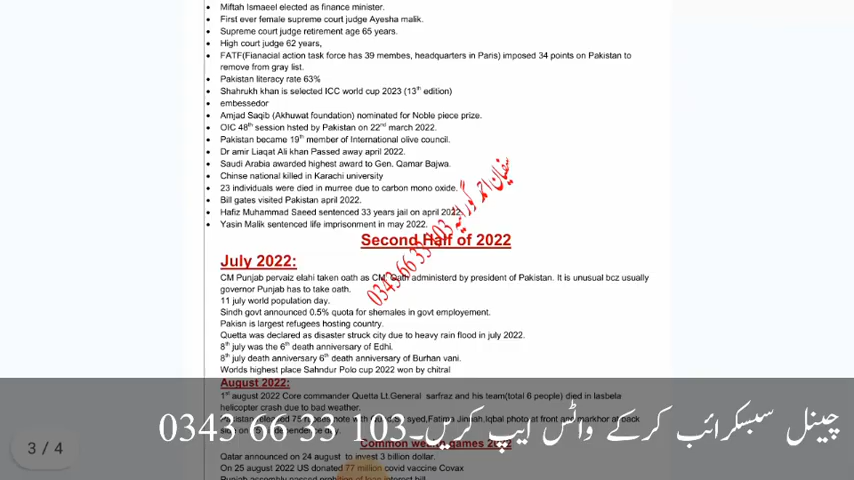 Miftah Ismaeel elected as finance minister.
First ever female supreme court judge Ayesha malik.
Supreme court judge retirement age 65 years.
High court judge 62 years,
FATF(Fianacial action task force has 39 membes, headquarters in Paris) imposed 34 points on Pakistan to
remove from gray list.
Pakistan literacy rate 63%
Shahrukh khan is selected ICC world cup 2023 (13th edition)
embessedor
Amjad Saqib (Akhuwat foundation) nominated for Noble piece prize.
OIC 48th session hsted by Pakistan on 22nd march 2022.
Pakistan became 19th member of International olive council.
Dr amir Liaqat Ali khan Passed away april 2022.
Saudi Arabia awarded highest award to Gen. Qamar Bajwa.
Chinse national killed in Karachi university
23 individuals were died in murree due to carbon mono oxide.
Bill gates visited Pakistan april 2022.
Hafiz Muhammad Saeed sentenced 33 years jail on april 2022.
Yasin Malik sentenced life imprisonment in may 2022.
0343 66 33 103
Second Half of 2022
July 2022:
CM Punjab pervaiz elahi taken oath as CM. Oath administerd by president of Pakistan. It is unusual bcz usually
governor Punjab has to take oath.
11 july world population day.
Sindh govt announced 0.5% quota for shemales in govt employement.
Pakisn is largest refugees hosting country.
Quetta was declared as disaster struck city due to heavy rain flood in july 2022.
8th july was the 6th death anniversary of Edhi.
8th july death anniversary 6th death anniversary of Burhan vani.
Worlds highest place Sahndur Polo cup 2022 won by chitral
August 2022:
1st august 2022 Core commander Quetta Lt.General sarfraz and his team(total 6 people) died in lasbela
helicopter crash due to bad weather.
syed,Fatima Jinniah,Iqbal photo at front and markhor at back
چینل سبسکرائب کرکے واٹس ایپ کریں۔0343 66 33 103
Common wealth games 2022
Qatar announced on 24 august to invest 3 billion dollar.
On 25 august 2022 US donated 77 million covid vaccine Covax
3 / 4